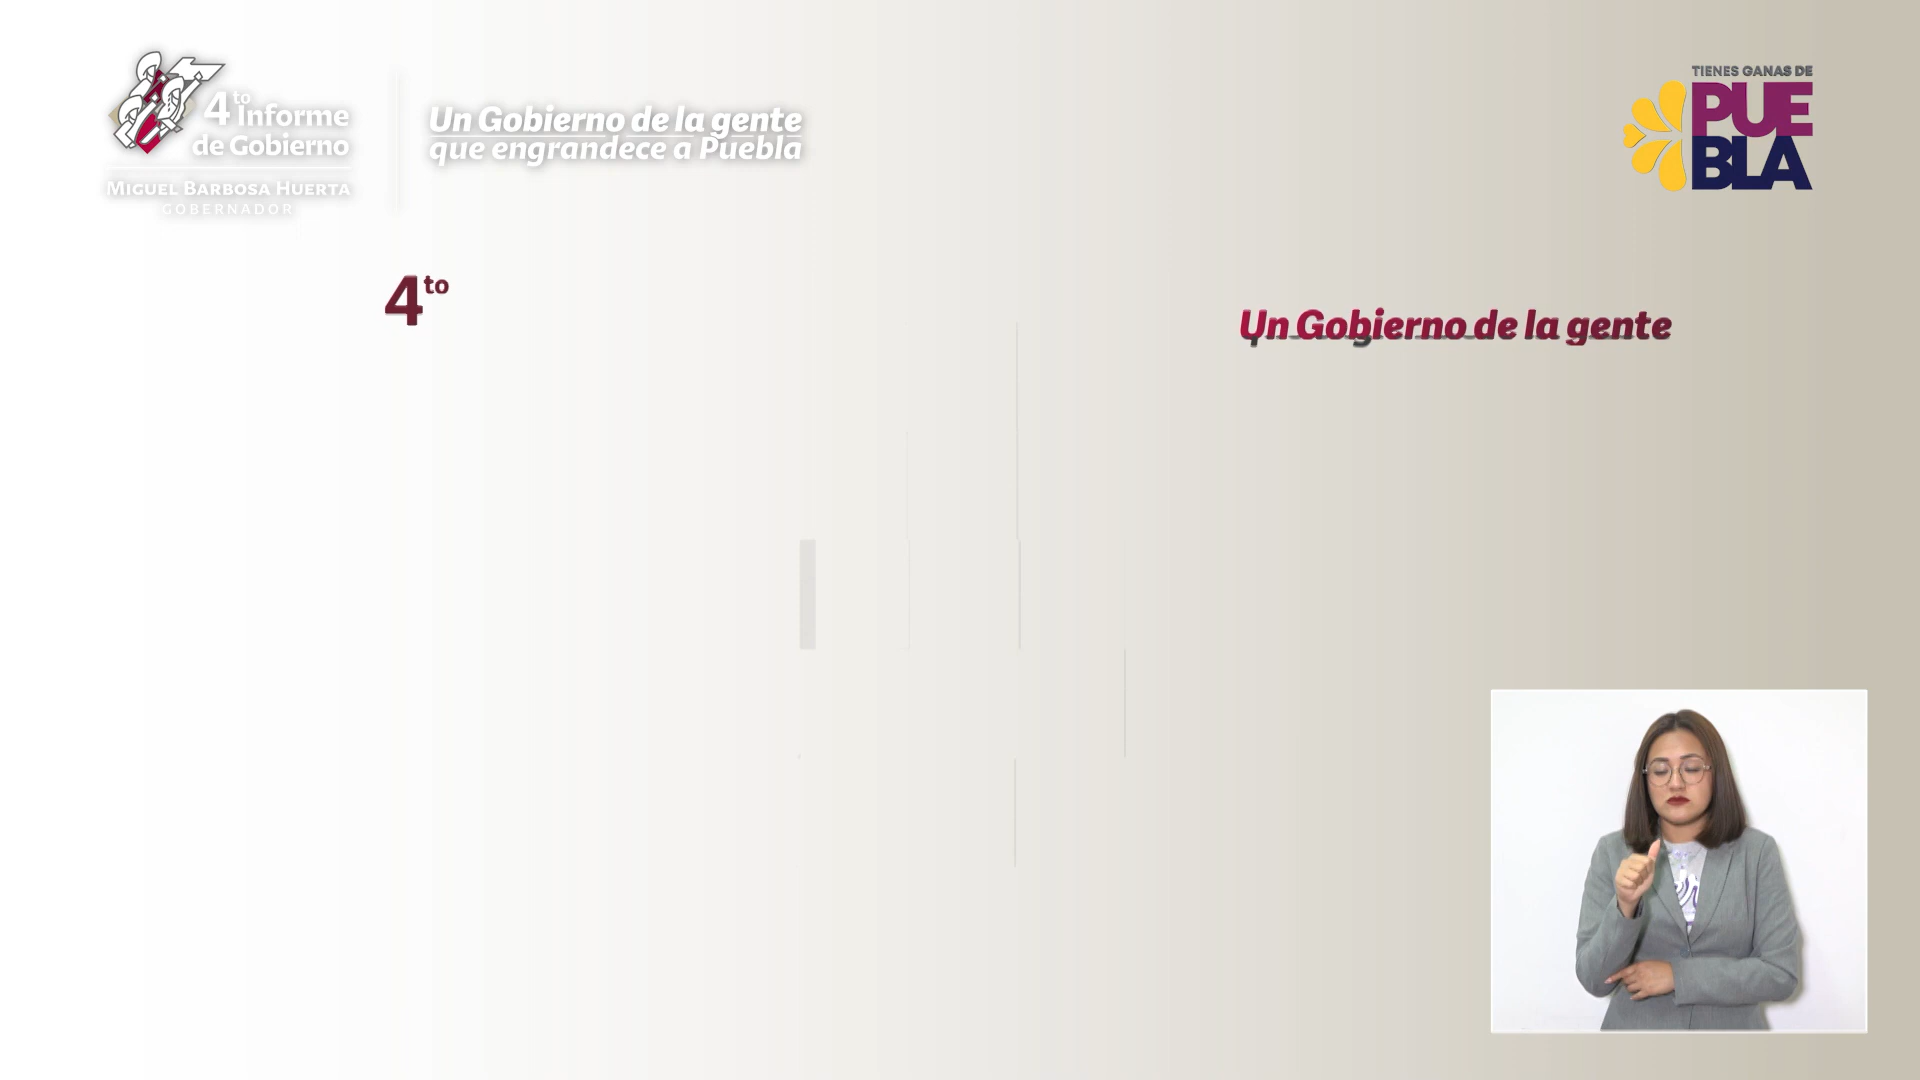 4to Informe
de Gobierno
MIGUEL BARBOSA HUERTA
GOBERNADOR
Un Gobierno de la gente
que engrandece a Puebla
TIENES GANAS DE
PUE
BLA
4to
Un Gobierno de la gente